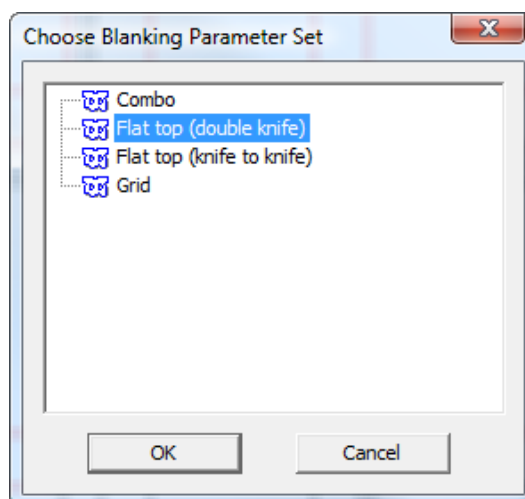 Choose Blanking Parameter Set
Combo
Flat top (double knife)
Flat top (knife to knife)
Grid
OK
Cancel